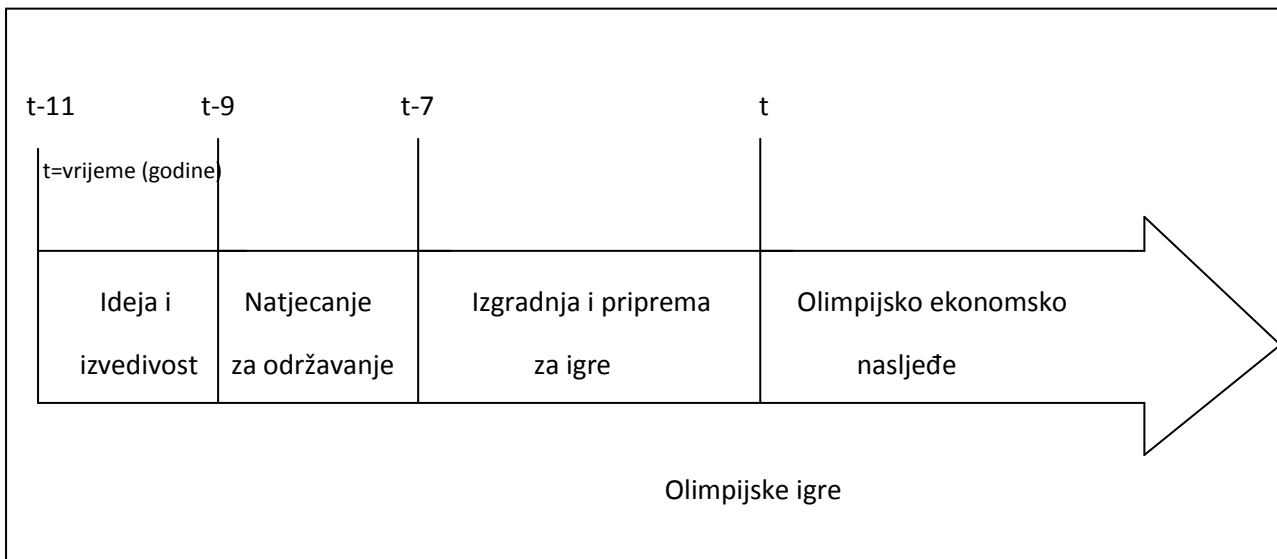 t-11 t-9 t-7 t
t=vrijeme (godine)
Ideja i Natjecanje Izgradnja i priprema Olimpijsko ekonomsko
izvedivost za održavanje za igre nasljeđe
Olimpijske igre